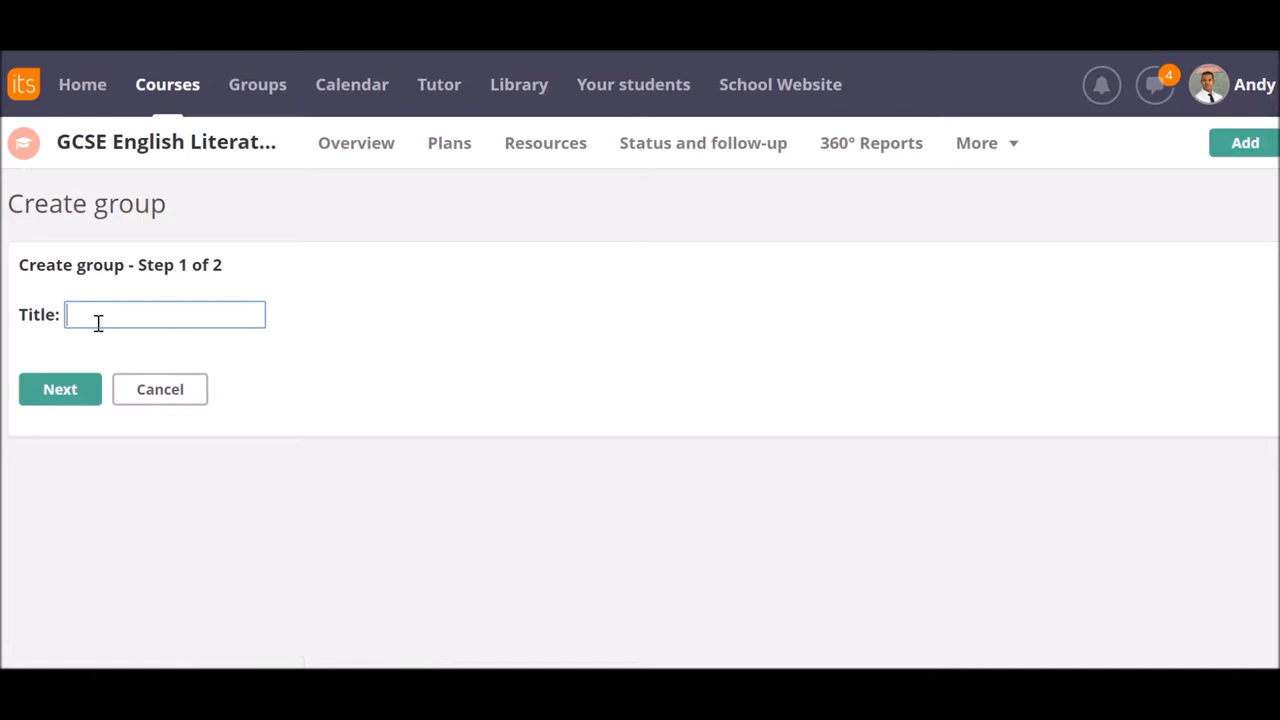 its Home Courses Groups Calendar Tutor Library Your students School Website 4 Andy
GCSE English Literat... Overview Plans Resources Status and follow-up 360° Reports More Add
Create group
Create group - Step 1 of 2
Title:
Next Cancel